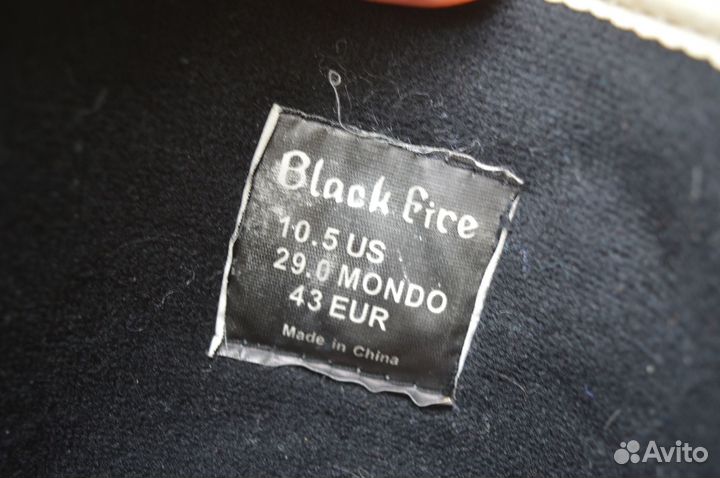 Black Fire
10.5 US
29.0 MONDO
43 EUR
Made in China
Avito